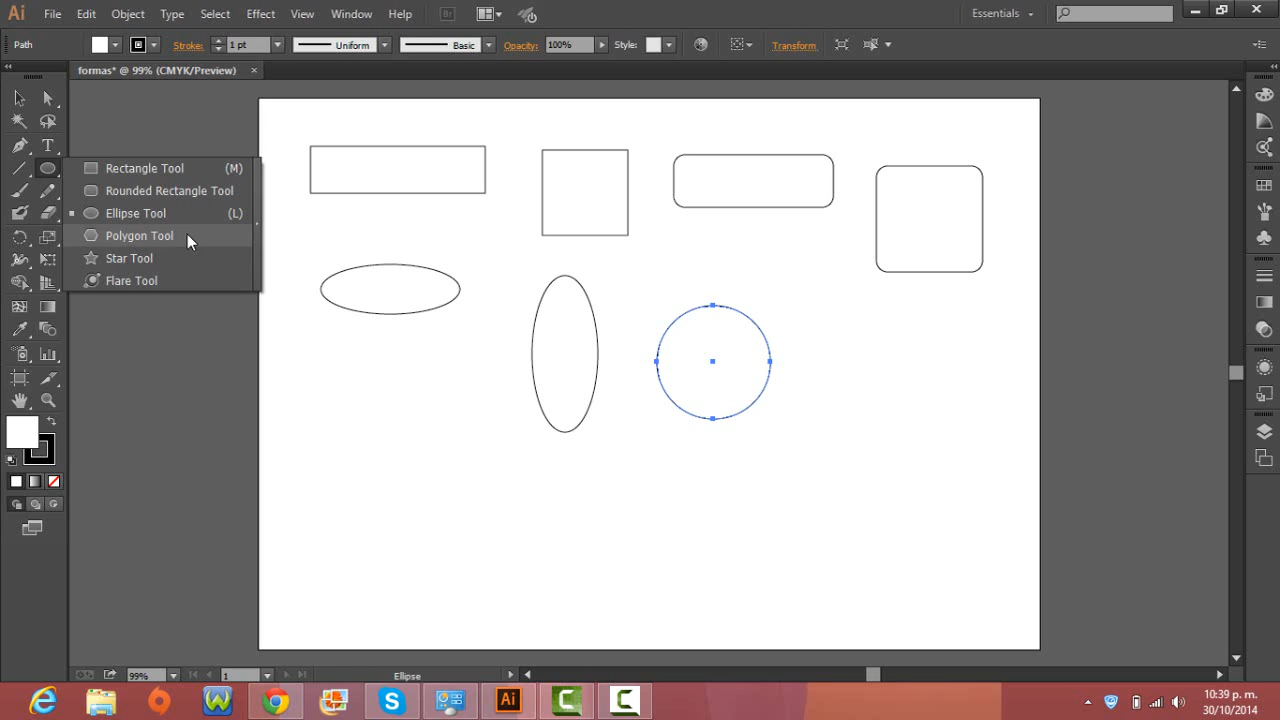 Ai File Edit Object Type Select Effect View Window Help Br Essentials
Path Stroke: 1 pt Uniform Basic Opacity: 100% Style: Transform
formas* @ 99% (CMYK/Preview) ×
T
Rectangle Tool (M)
Rounded Rectangle Tool
Ellipse Tool (L)
Polygon Tool
Star Tool
Flare Tool
99% 1 Ellipse
10:39 p. m.
Ai
30/10/2014